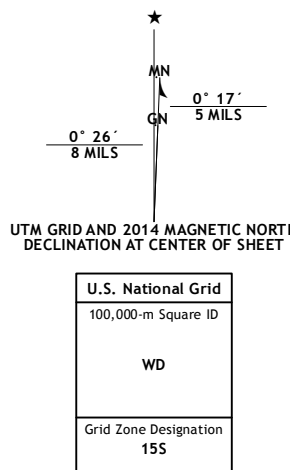 MN
0° 17´
5 MILS
GN
0° 26´
8 MILS
UTM GRID AND 2014 MAGNETIC NORTH
DECLINATION AT CENTER OF SHEET
U.S. National Grid
100,000-m Square ID
WD
Grid Zone Designation
15S